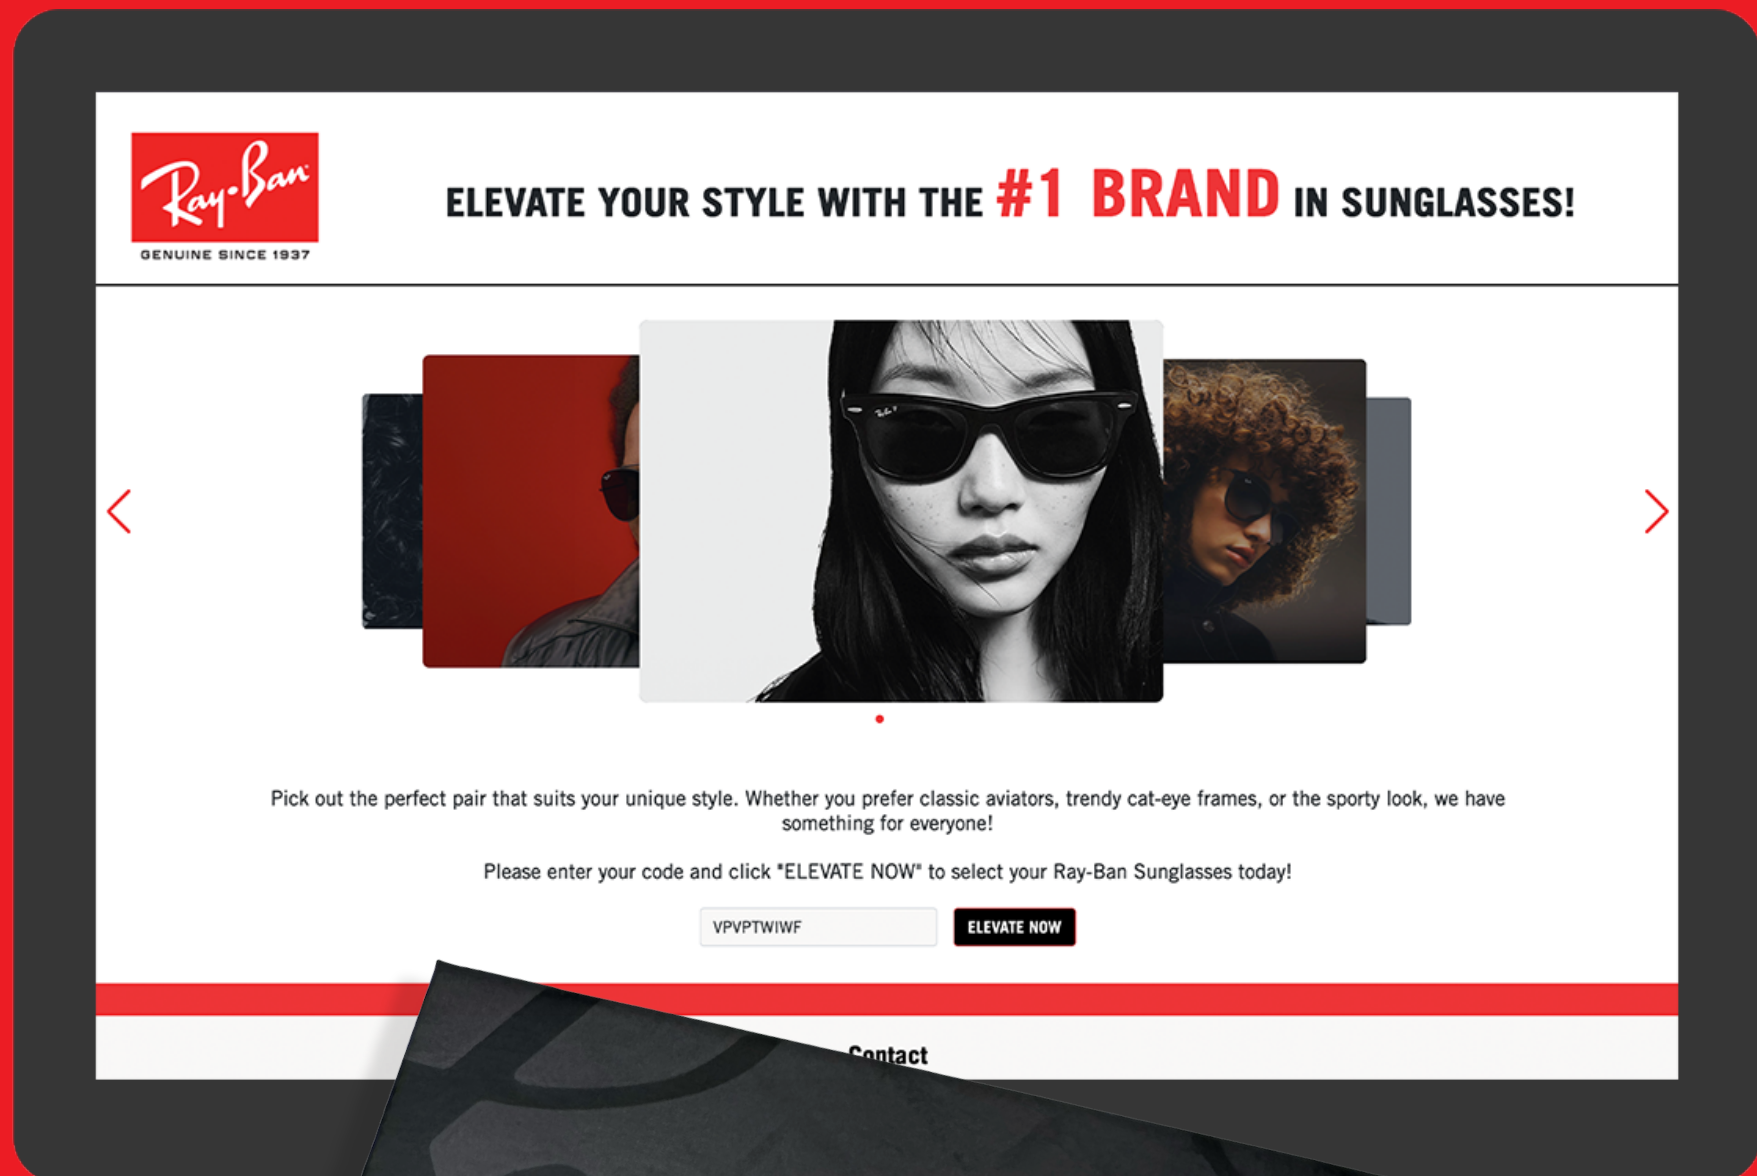 Ray-Ban
GENUINE SINCE 1937
ELEVATE YOUR STYLE WITH THE #1 BRAND IN SUNGLASSES!
Pick out the perfect pair that suits your unique style. Whether you prefer classic aviators, trendy cat-eye frames, or the sporty look, we have
something for everyone!
Please enter your code and click "ELEVATE NOW" to select your Ray-Ban Sunglasses today!
VPVPTWIWF
ELEVATE NOW
Contact